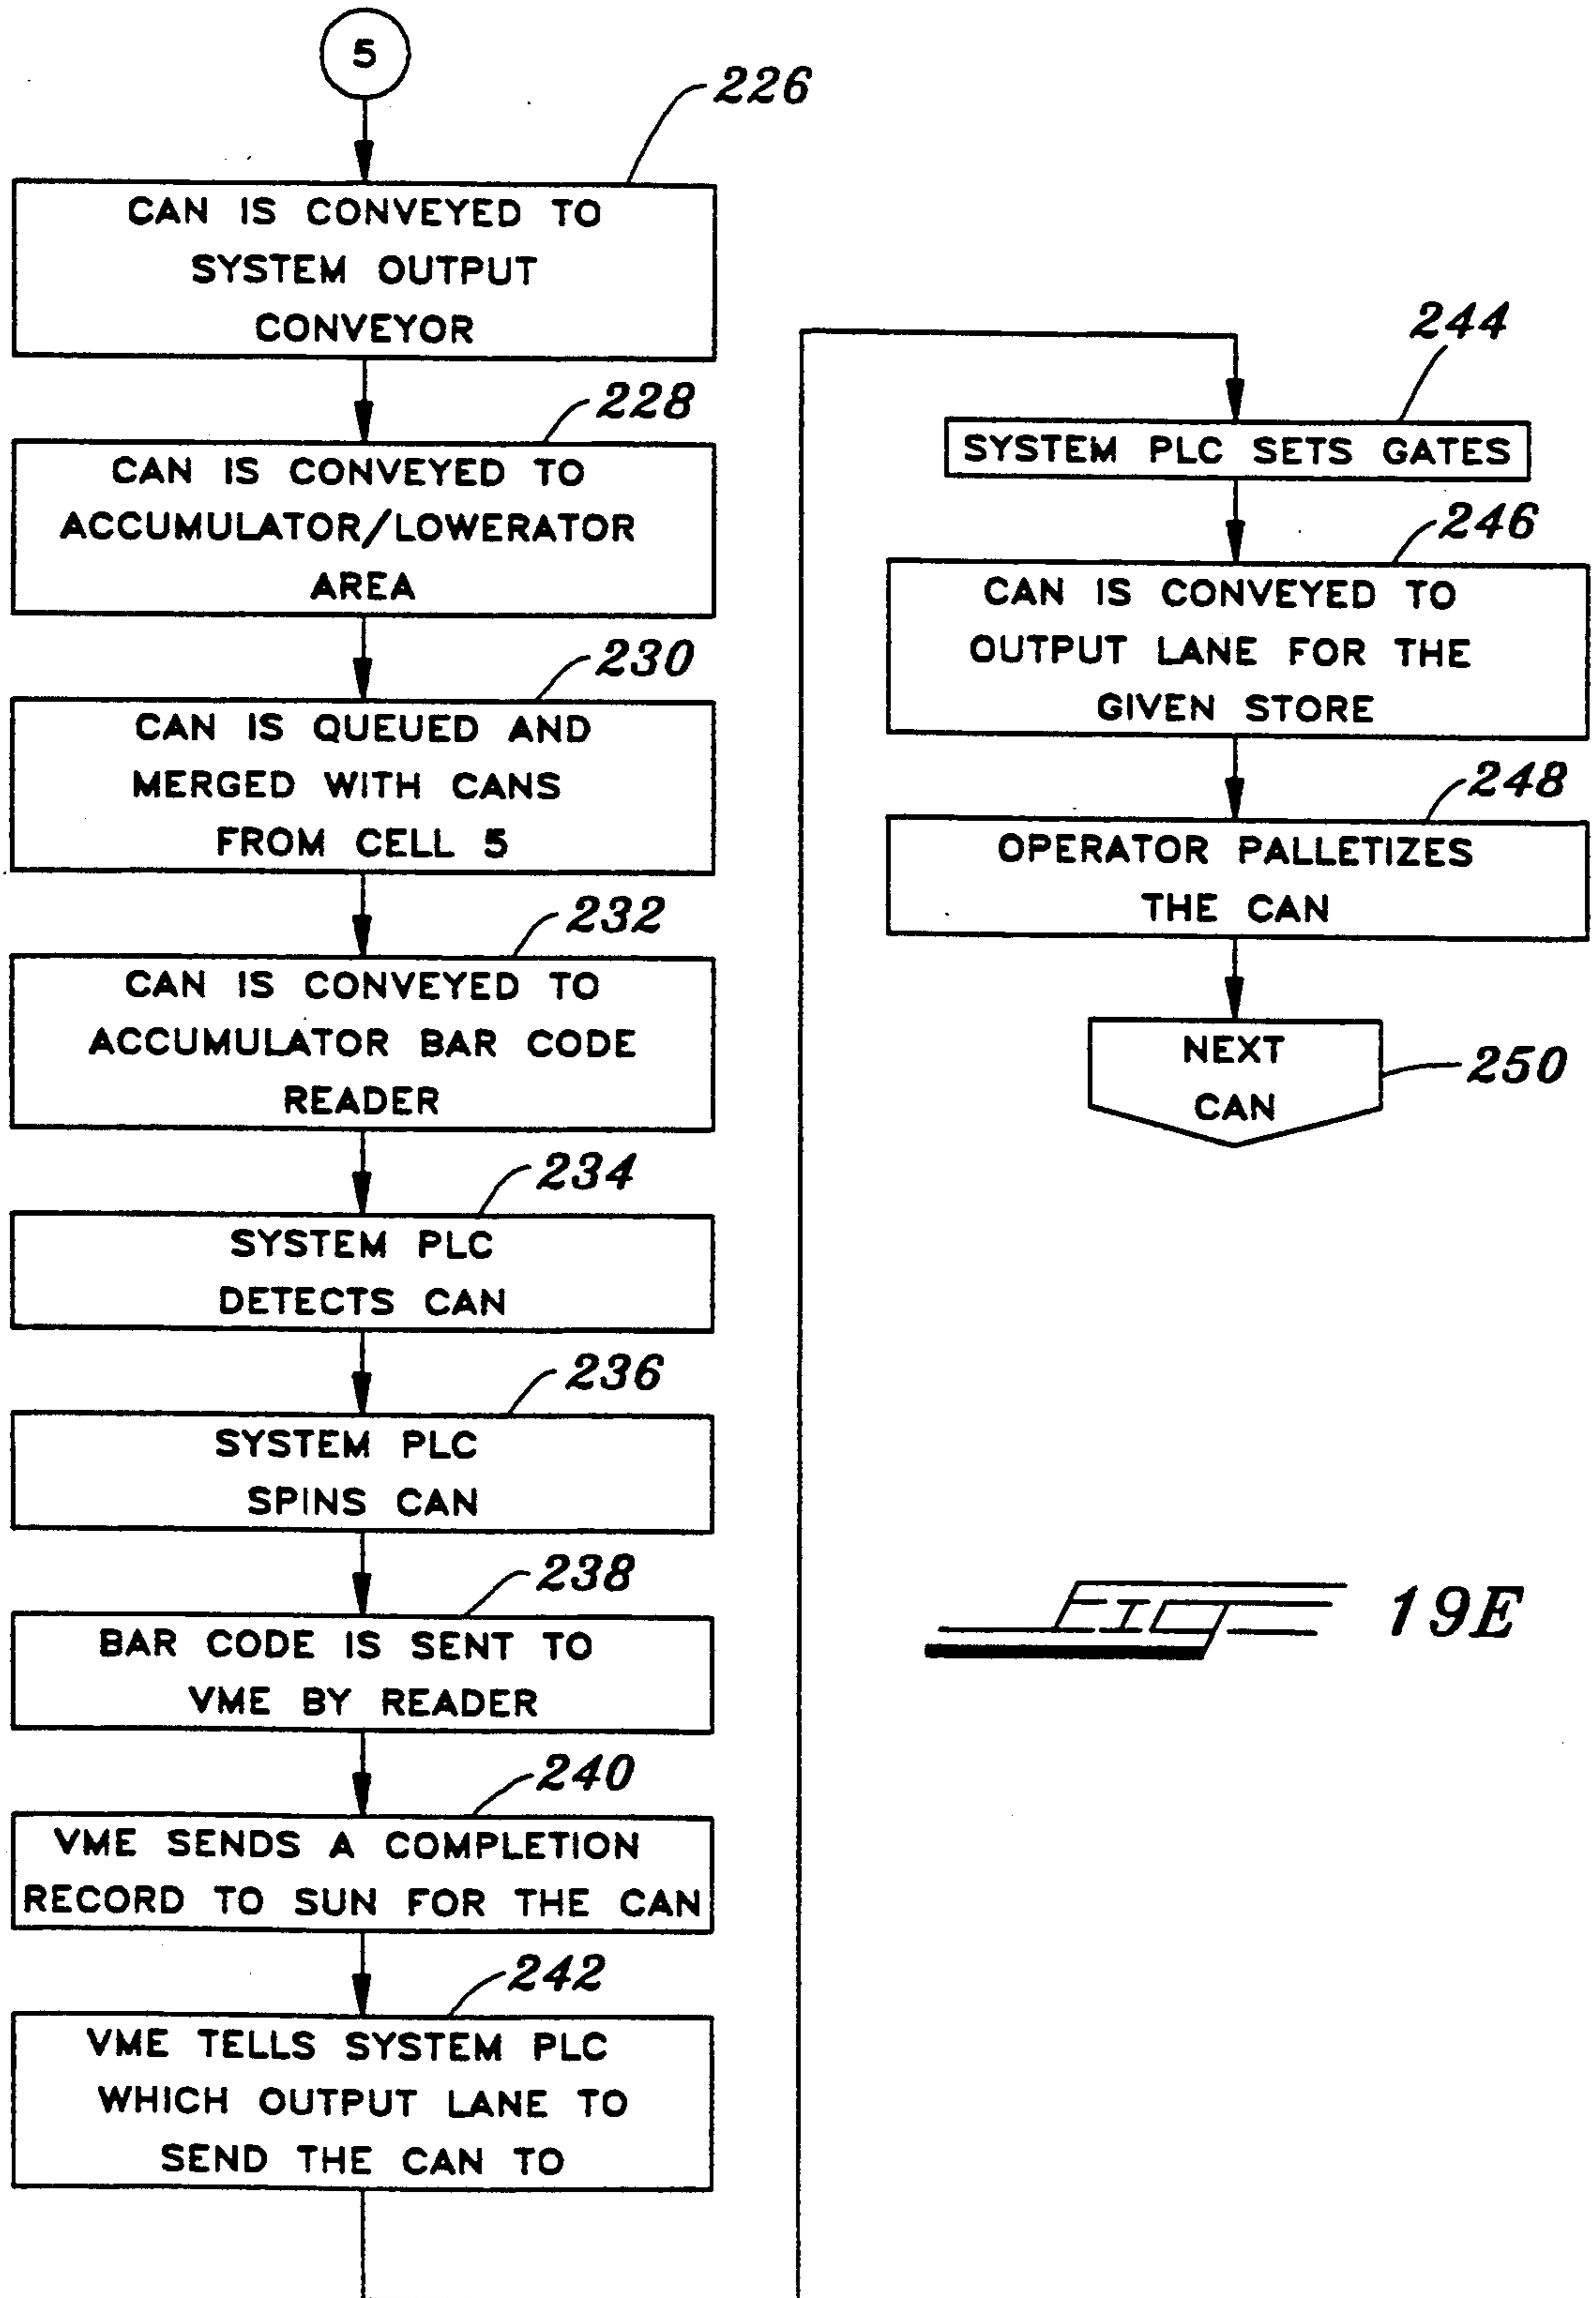 5
226
CAN IS CONVEYED TO
SYSTEM OUTPUT
CONVEYOR
228
CAN IS CONVEYED TO
ACCUMULATOR/LOWERATOR
AREA
230
CAN IS QUEUED AND
MERGED WITH CANS
FROM CELL 5
232
CAN IS CONVEYED TO
ACCUMULATOR BAR CODE
READER
234
SYSTEM PLC
DETECTS CAN
236
SYSTEM PLC
SPINS CAN
238
BAR CODE IS SENT TO
VME BY READER
240
VME SENDS A COMPLETION
RECORD TO SUN FOR THE CAN
242
VME TELLS SYSTEM PLC
WHICH OUTPUT LANE TO
SEND THE CAN TO
244
SYSTEM PLC SETS GATES
246
CAN IS CONVEYED TO
OUTPUT LANE FOR THE
GIVEN STORE
248
OPERATOR PALLETIZES
THE CAN
NEXT
CAN
250
FIG 19E